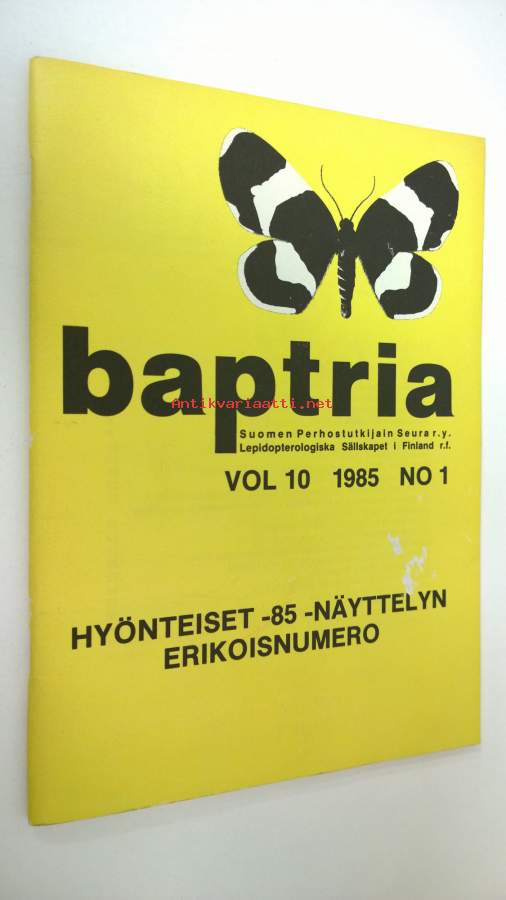 baptria
Antikvariaatti.net
Suomen Perhostutkijain Seura r.y.
Lepidopterologiska Sällskapet i Finland r.f.
VOL 10 1985 NO 1
HYÖNTEISET -85 -NÄYTTELYN
ERIKOISNUMERO